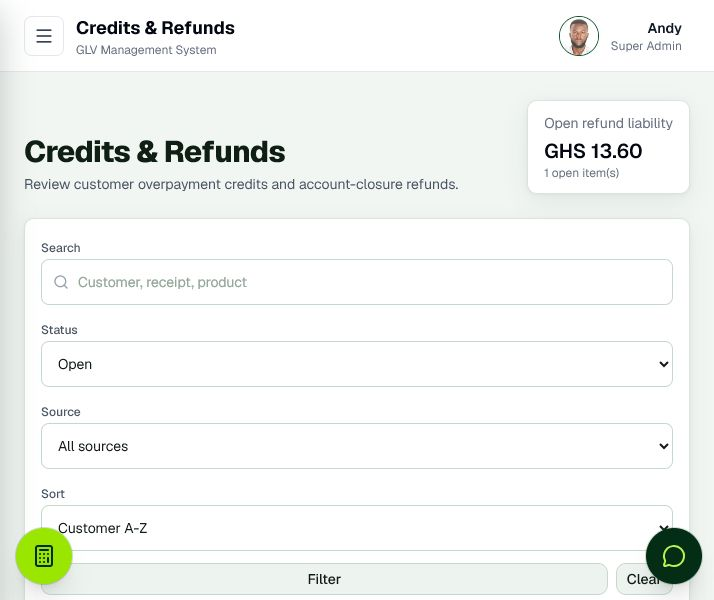 Credits & Refunds
GLV Management System
Andy
Super Admin
Credits & Refunds
Review customer overpayment credits and account-closure refunds.
Open refund liability
GHS 13.60
1 open item(s)
Search
Customer, receipt, product
Status
Open
Source
All sources
Sort
Customer A-Z
Filter
Clear